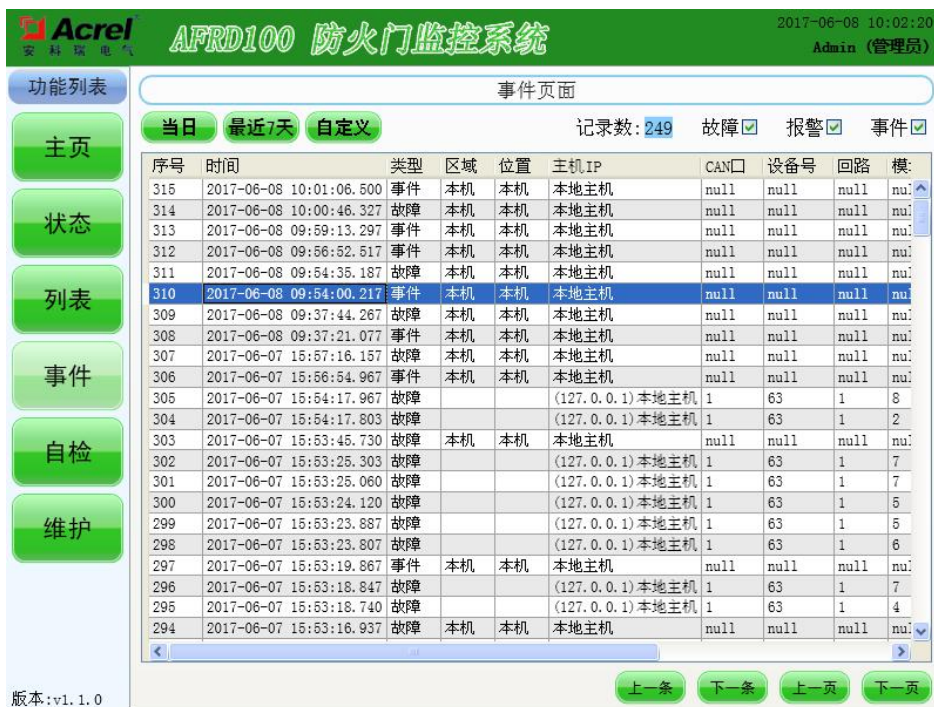 Acrel
安科瑞电气
AFRD100 防火门监控系统
2017-06-08 10:02:20
Admin (管理员)
功能列表
主页
状态
列表
事件
自检
维护
版本:v1.1.0
事件页面
当日 最近7天 自定义 记录数:249 故障 报警 事件
序号 时间 类型 区域 位置 主机IP CAN口 设备号 回路 模:
315 2017-06-08 10:01:06.500 事件 本机 本机 本地主机 null null null nul
314 2017-06-08 10:00:46.327 故障 本机 本机 本地主机 null null null nul
313 2017-06-08 09:59:13.297 事件 本机 本机 本地主机 null null null nul
312 2017-06-08 09:56:52.517 事件 本机 本机 本地主机 null null null nul
311 2017-06-08 09:54:35.187 故障 本机 本机 本地主机 null null null nul
310 2017-06-08 09:54:00.217 事件 本机 本机 本地主机 null null null nul
309 2017-06-08 09:37:44.267 故障 本机 本机 本地主机 null null null nul
308 2017-06-08 09:37:21.077 事件 本机 本机 本地主机 null null null nul
307 2017-06-07 15:57:16.157 故障 本机 本机 本地主机 null null null nul
306 2017-06-07 15:56:54.967 事件 本机 本机 本地主机 null null null nul
305 2017-06-07 15:54:17.967 故障 (127.0.0.1)本地主机 1 63 1 8
304 2017-06-07 15:54:17.803 故障 (127.0.0.1)本地主机 1 63 1 2
303 2017-06-07 15:53:45.730 故障 本机 本机 本地主机 null null null nul
302 2017-06-07 15:53:25.303 故障 (127.0.0.1)本地主机 1 63 1 7
301 2017-06-07 15:53:25.060 故障 (127.0.0.1)本地主机 1 63 1 7
300 2017-06-07 15:53:24.120 故障 (127.0.0.1)本地主机 1 63 1 5
299 2017-06-07 15:53:23.887 故障 (127.0.0.1)本地主机 1 63 1 5
298 2017-06-07 15:53:23.807 故障 (127.0.0.1)本地主机 1 63 1 6
297 2017-06-07 15:53:19.867 事件 本机 本机 本地主机 null null null nul
296 2017-06-07 15:53:18.847 故障 (127.0.0.1)本地主机 1 63 1 7
295 2017-06-07 15:53:18.740 故障 (127.0.0.1)本地主机 1 63 1 4
294 2017-06-07 15:53:16.937 故障 本机 本机 本地主机 null null null nul
上一条 下一条 上一页 下一页